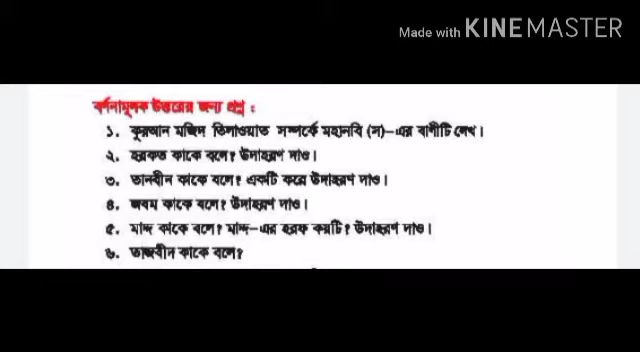 Made with KINEMASTER
বর্ণনামূলক উত্তরের জন্য প্রশ্ন :
১. কুরআন মজিদ তিলাওয়াত সম্পর্কে মহানবি (স)-এর বাণীটি লেখ।
২. হরকত কাকে বলে? উদাহরণ দাও।
৩. তানবীন কাকে বলে? একটি করে উদাহরণ দাও।
৪. জযম কাকে বলে? উদাহরণ দাও।
৫. মাদ্দ কাকে বলে? মাদ্দ-এর হরফ কয়টি? উদাহরণ দাও।
৬. তাজবীদ কাকে বলে?